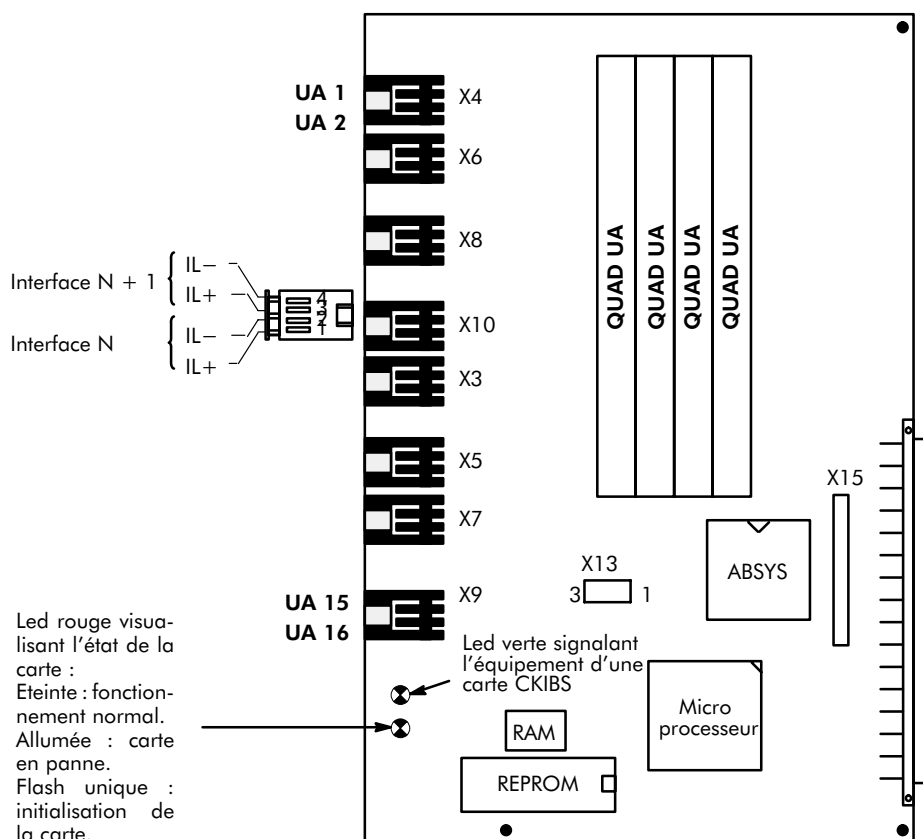 UA 1
UA 2
X4
X6
X8
Interface N + 1
IL−
IL+
Interface N
IL−
IL+
4
3
2
1
X10
X3
X5
X7
UA 15
UA 16
X9
QUAD UA
QUAD UA
QUAD UA
QUAD UA
X15
X13
3
1
ABSYS
Led rouge visua-
lisant l'état de la
carte :
Eteinte : fonction-
nement normal.
Allumée : carte
en panne.
Flash unique :
initialisation de
la carte.
Led verte signalant
l'équipement d'une
carte CKIBS
RAM
REPROM
Micro
processeur